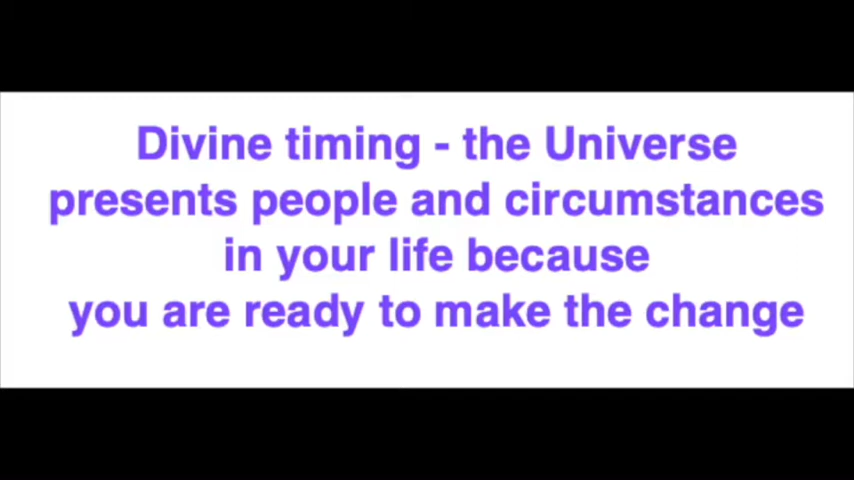 Divine timing - the Universe
presents people and circumstances
in your life because
you are ready to make the change